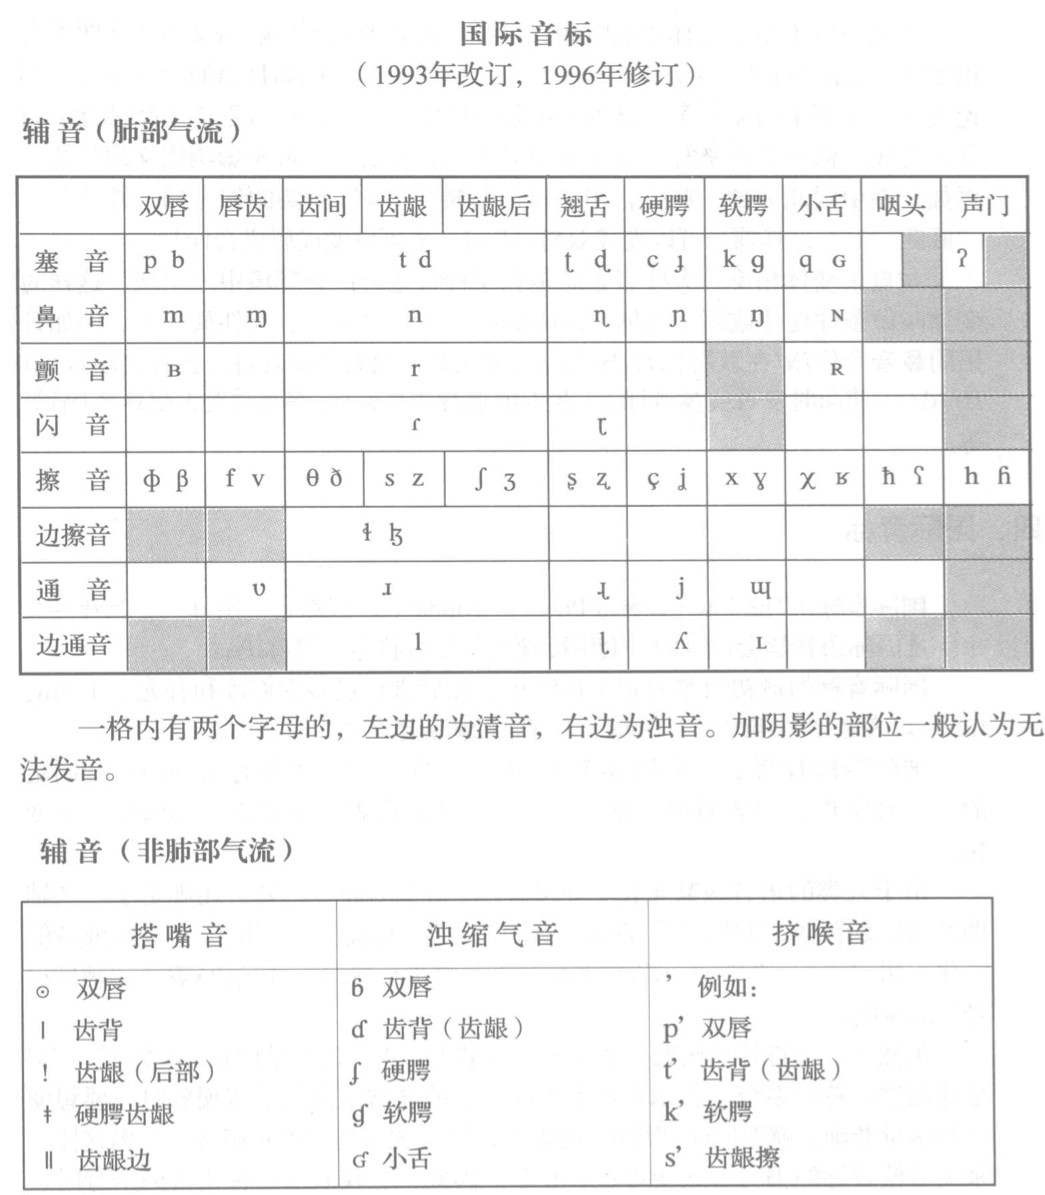 国际音标
（1993年改订，1996年修订）
辅音（肺部气流）
双唇 唇齿 齿间 齿龈 齿龈后 翘舌 硬腭 软腭 小舌 咽头 声门
塞音 p b t d ʈ ɖ c ɟ k ɡ q ɢ ʔ
鼻音 m ɱ n ɳ ɲ ŋ ɴ
颤音 ʙ r ʀ
闪音 ɾ ɽ
擦音 ɸ β f v θ ð s z ʃ ʒ ʂ ʐ ç ʝ x ɣ χ ʁ ħ ʕ h ɦ
边擦音 ɬ ɮ
通音 ʋ ɹ ɻ j ɰ
边通音 l ɭ ʎ ʟ
一格内有两个字母的，左边的为清音，右边为浊音。加阴影的部位一般认为无
法发音。
辅音（非肺部气流）
搭嘴音 浊缩气音 挤喉音
ʘ 双唇 ɓ 双唇 ʼ 例如：
ǀ 齿背 ɗ 齿背（齿龈） pʼ 双唇
ǃ 齿龈（后部） ʄ 硬腭 tʼ 齿背（齿龈）
ǂ 硬腭齿龈 ɠ 软腭 kʼ 软腭
ǁ 齿龈边 ʛ 小舌 sʼ 齿龈擦